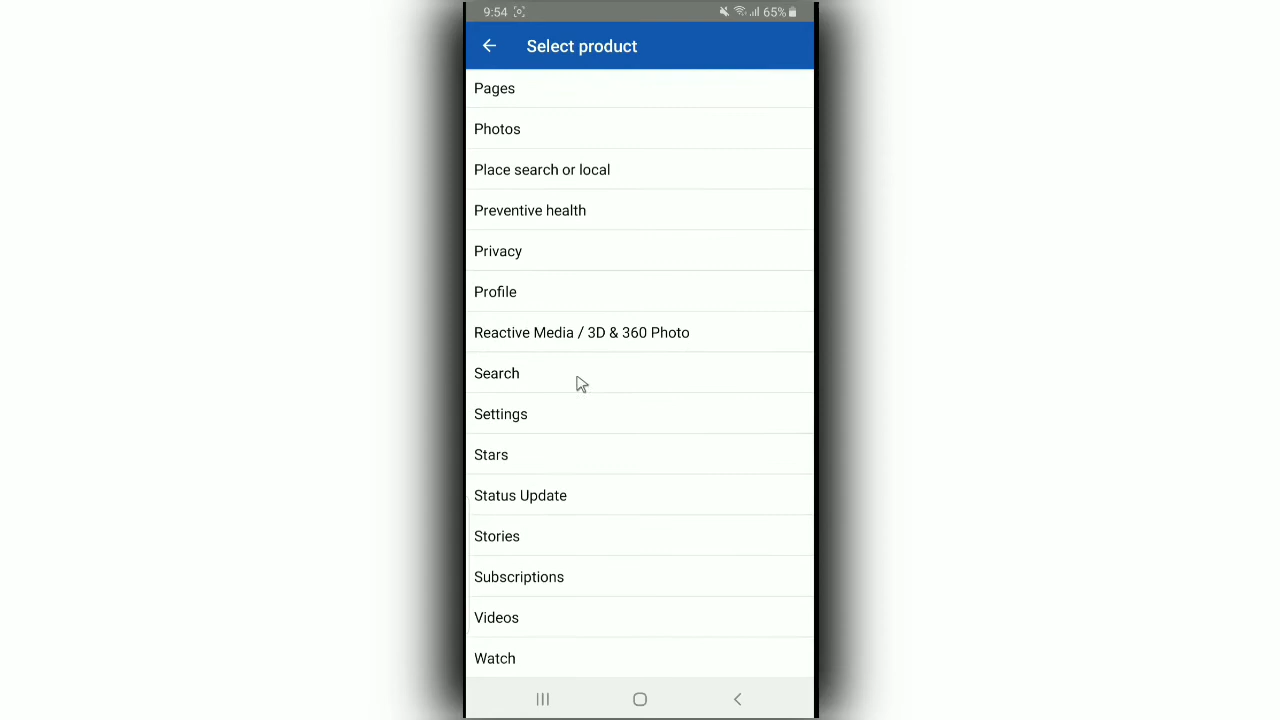 9:54 65%
Select product
Pages
Photos
Place search or local
Preventive health
Privacy
Profile
Reactive Media / 3D & 360 Photo
Search
Settings
Stars
Status Update
Stories
Subscriptions
Videos
Watch